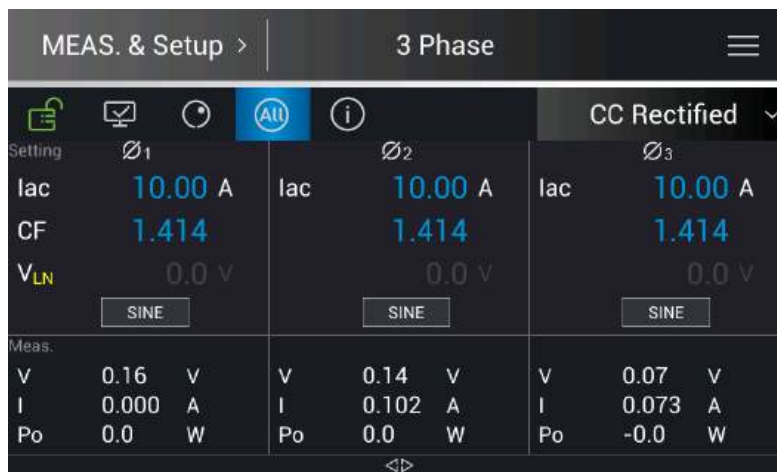 MEAS. & Setup > 3 Phase
All i CC Rectified
Setting Ø1 Ø2 Ø3
Iac 10.00 A Iac 10.00 A Iac 10.00 A
CF 1.414 1.414 1.414
VLN 0.0 V 0.0 V 0.0 V
SINE SINE SINE
Meas.
V 0.16 V V 0.14 V V 0.07 V
I 0.000 A I 0.102 A I 0.073 A
Po 0.0 W Po 0.0 W Po -0.0 W